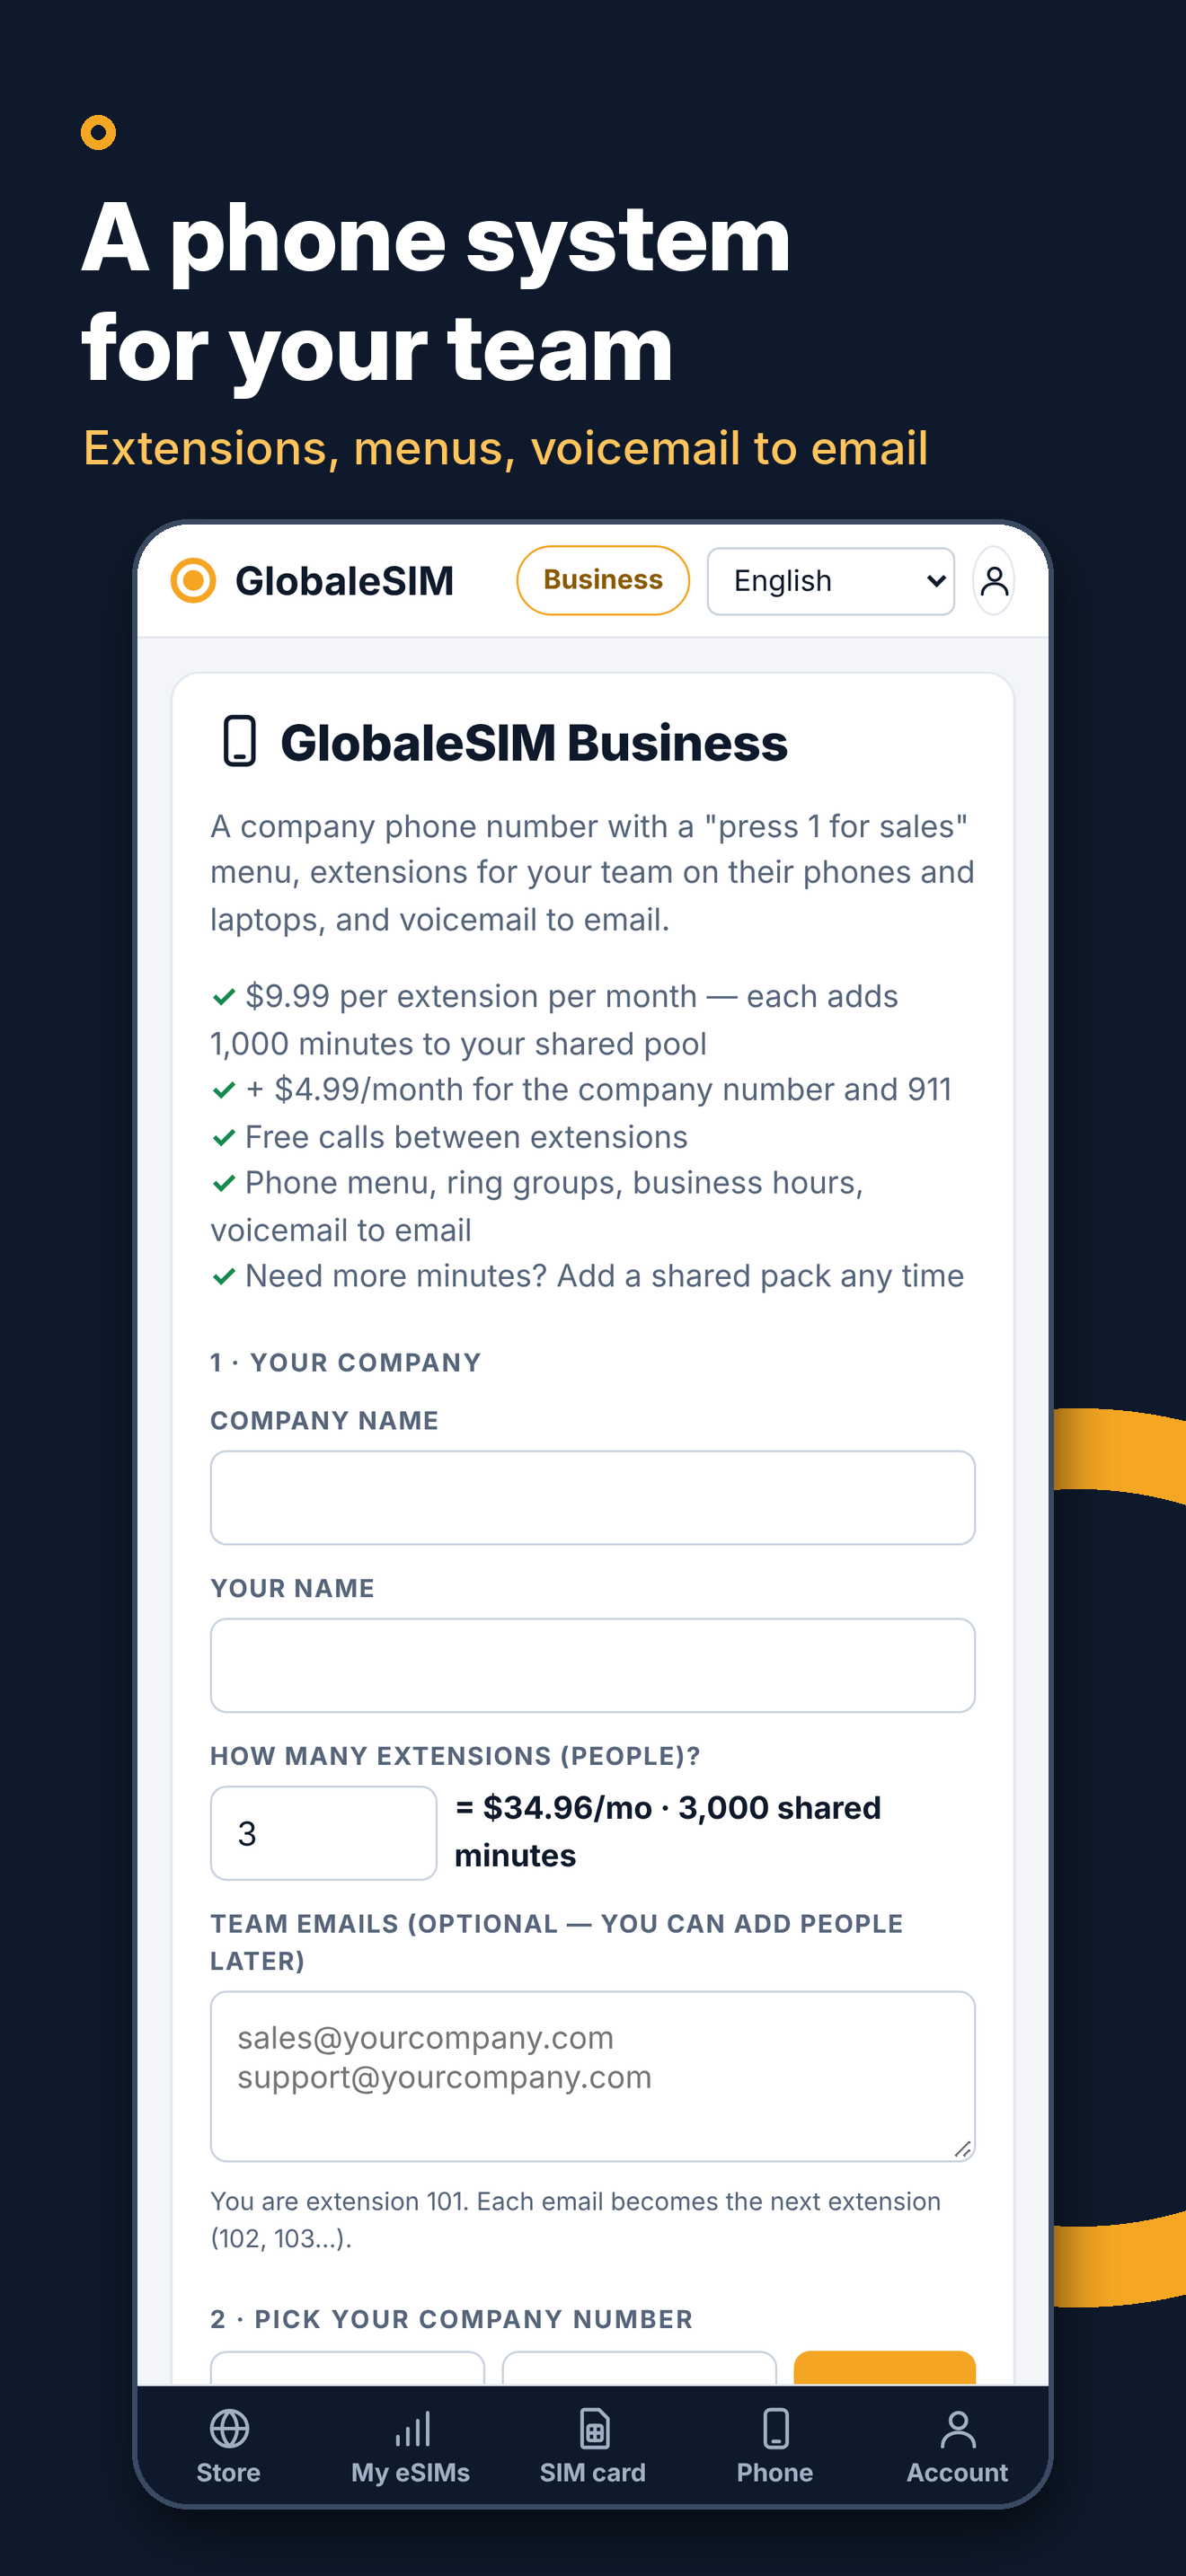 A phone system
for your team
Extensions, menus, voicemail to email
GlobaleSIM
Business
English
GlobaleSIM Business
A company phone number with a "press 1 for sales"
menu, extensions for your team on their phones and
laptops, and voicemail to email.
✓ $9.99 per extension per month — each adds
1,000 minutes to your shared pool
✓ + $4.99/month for the company number and 911
✓ Free calls between extensions
✓ Phone menu, ring groups, business hours,
voicemail to email
✓ Need more minutes? Add a shared pack any time
1 · YOUR COMPANY
COMPANY NAME
YOUR NAME
HOW MANY EXTENSIONS (PEOPLE)?
3
= $34.96/mo · 3,000 shared
minutes
TEAM EMAILS (OPTIONAL — YOU CAN ADD PEOPLE
LATER)
sales@yourcompany.com
support@yourcompany.com
You are extension 101. Each email becomes the next extension
(102, 103...).
2 · PICK YOUR COMPANY NUMBER
Store
My eSIMs
SIM card
Phone
Account